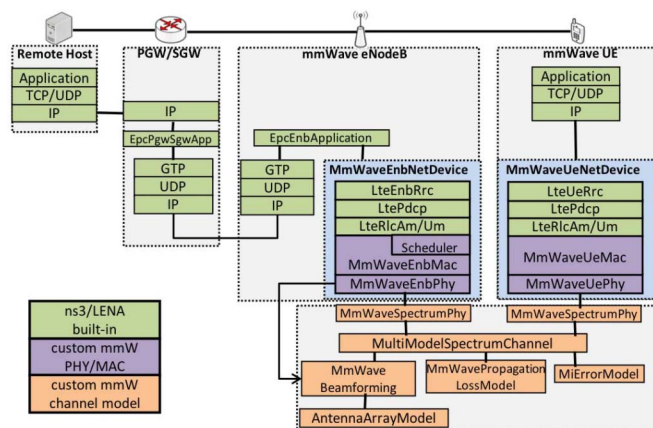 Remote Host
PGW/SGW
mmWave eNodeB
mmWave UE
Application
TCP/UDP
IP
IP
EpcPgwSgwApp
GTP
UDP
IP
EpcEnbApplication
GTP
UDP
IP
MmWaveEnbNetDevice
LteEnbRrc
LtePdcp
LteRlcAm/Um
Scheduler
MmWaveEnbMac
MmWaveEnbPhy
Application
TCP/UDP
IP
MmWaveUeNetDevice
LteUeRrc
LtePdcp
LteRlcAm/Um
MmWaveUeMac
MmWaveUePhy
MmWaveSpectrumPhy
MmWaveSpectrumPhy
MultiModelSpectrumChannel
MmWave
Beamforming
MmWavePropagation
LossModel
MiErrorModel
AntennaArrayModel
ns3/LENA
built-in
custom mmW
PHY/MAC
custom mmW
channel model